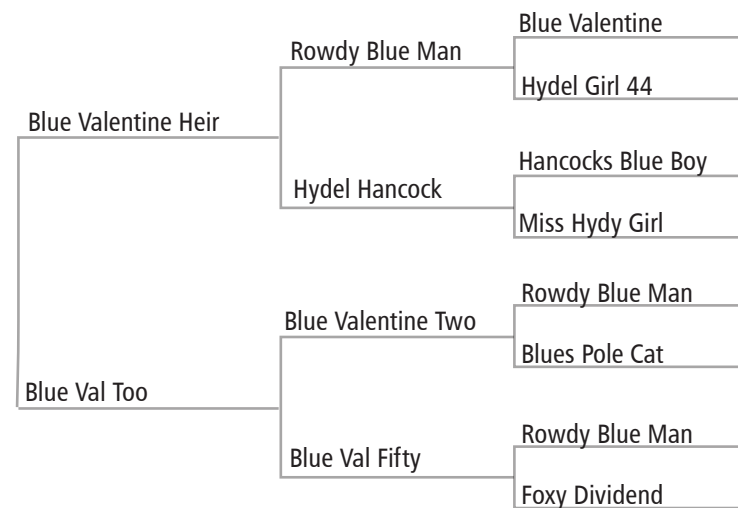 Blue Valentine
Rowdy Blue Man
Hydel Girl 44
Blue Valentine Heir
Hancocks Blue Boy
Hydel Hancock
Miss Hydy Girl
Rowdy Blue Man
Blue Valentine Two
Blues Pole Cat
Blue Val Too
Rowdy Blue Man
Blue Val Fifty
Foxy Dividend